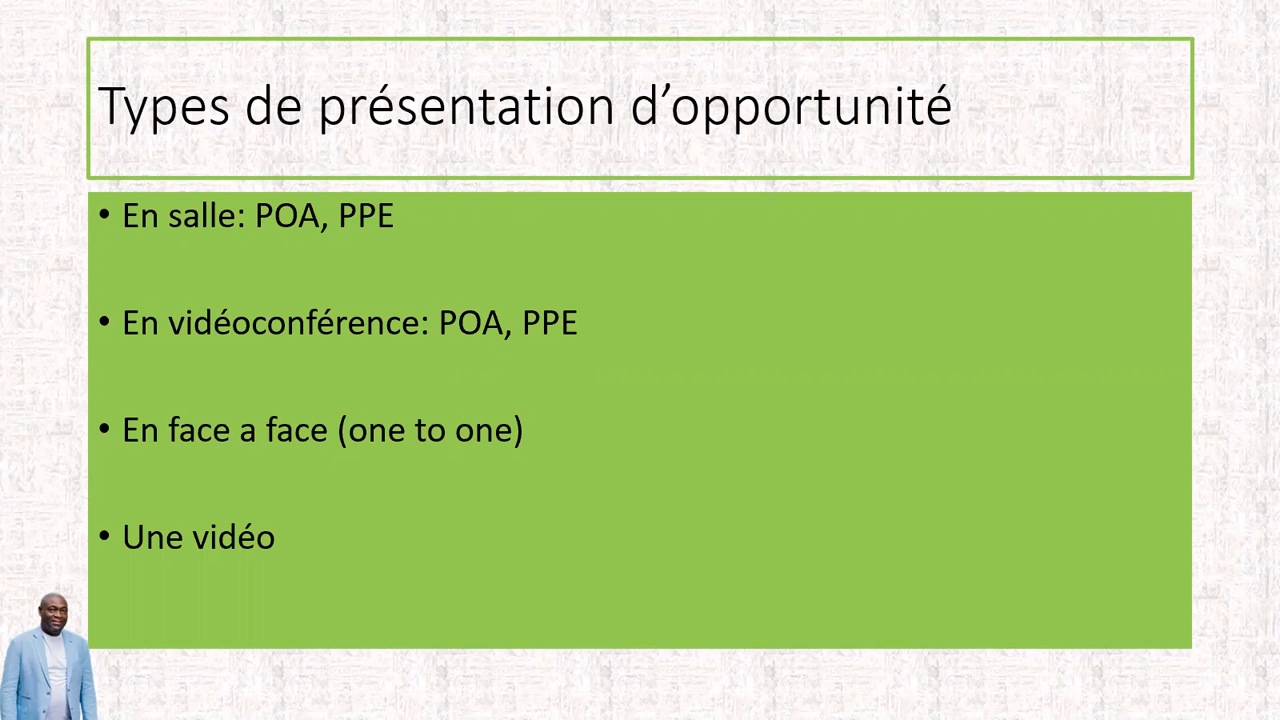 Types de présentation d’opportunité
• En salle: POA, PPE
• En vidéoconférence: POA, PPE
• En face a face (one to one)
• Une vidéo